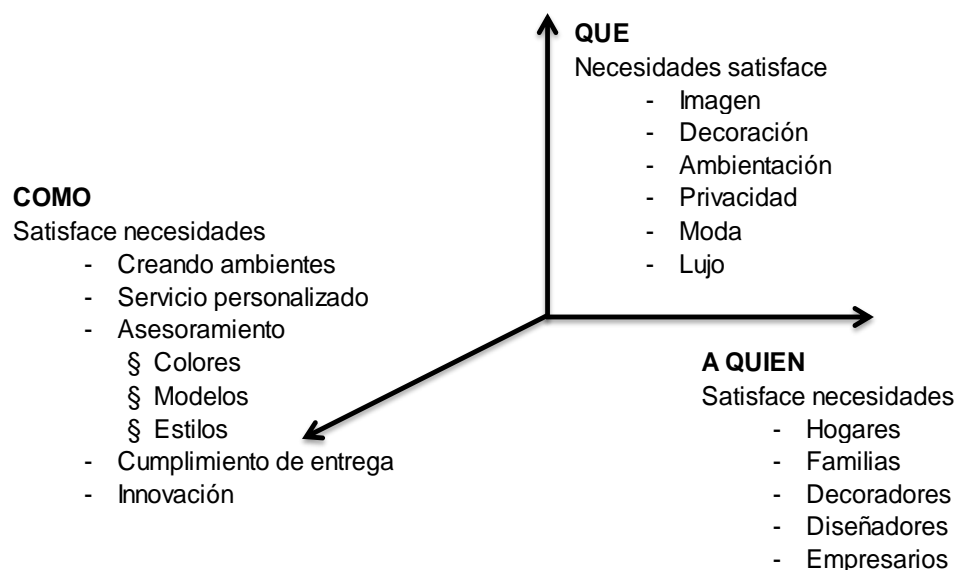 QUE
Necesidades satisface
- Imagen
- Decoración
- Ambientación
- Privacidad
- Moda
- Lujo
COMO
Satisface necesidades
- Creando ambientes
- Servicio personalizado
- Asesoramiento
§ Colores
§ Modelos
§ Estilos
- Cumplimiento de entrega
- Innovación
A QUIEN
Satisface necesidades
- Hogares
- Familias
- Decoradores
- Diseñadores
- Empresarios